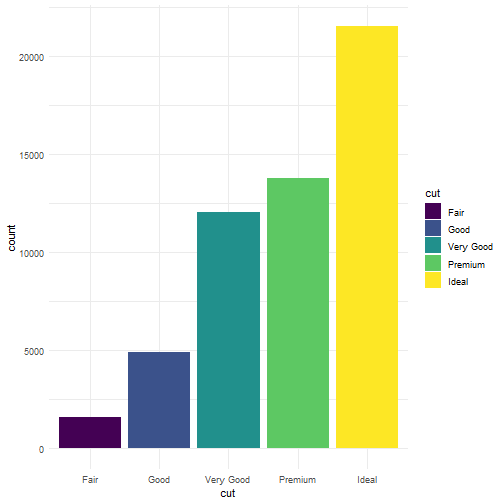 20000
15000
10000
5000
0
count
Fair
Good
Very Good
Premium
Ideal
cut
cut
Fair
Good
Very Good
Premium
Ideal